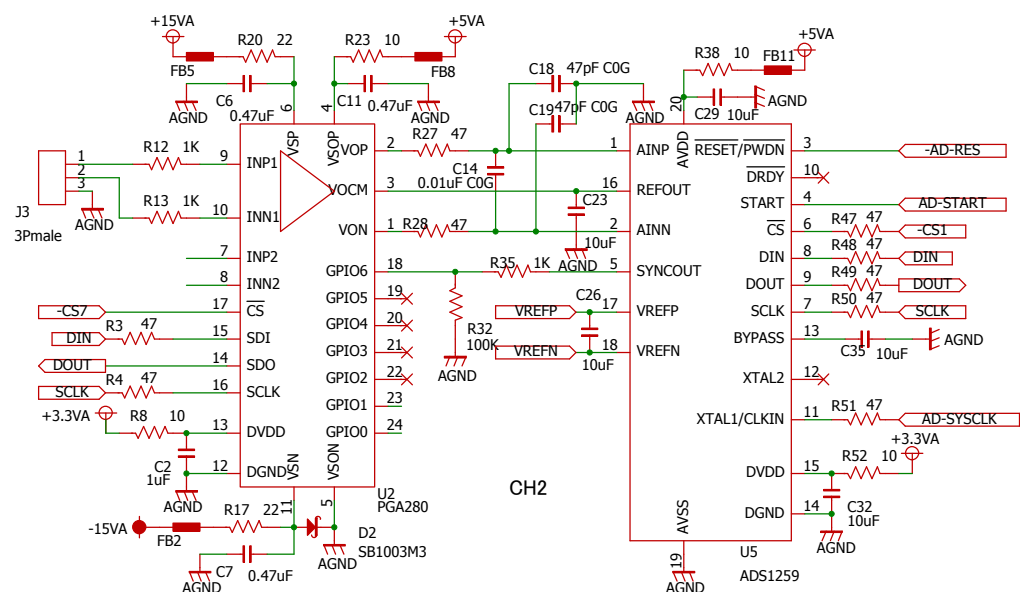 +15VA
R20 22
FB5
AGND
C6
0.47uF
R23 10
FB8
+5VA
C11
0.47uF
AGND
C18 47pF C0G
C19 47pF C0G
AGND
R38 10
FB11
+5VA
C29
10uF
AGND
J3
3Pmale
1
2
3
AGND
R12 1K
R13 1K
6
VSP
4
VSOP
9 INP1
10 INN1
7 INP2
8 INN2
-CS7 17 CS
DIN R3 47 15 SDI
DOUT 14 SDO
SCLK R4 47 16 SCLK
+3.3VA R8 10 13 DVDD
C2
1uF
12 DGND
AGND
VOP 2
VOCM 3
VON 1
GPIO6 18
GPIO5 19
GPIO4 20
GPIO3 21
GPIO2 22
GPIO1 23
GPIO0 24
VSN
11
VSON
5
U2
PGA280
-15VA
FB2
R17 22
C7
0.47uF
AGND
D2
SB1003M3
AGND
R27 47
C14
0.01uF C0G
R28 47
C23
10uF
AGND
R35 1K
R32
100K
AGND
VREFP
C26
VREFN
10uF
CH2
20
AVDD
1 AINP
16 REFOUT
2 AINN
5 SYNCOUT
17 VREFP
18 VREFN
RESET/PWDN 3 -AD-RES
DRDY 10
START 4 AD-START
CS 6 R47 47 -CS1
DIN 8 R48 47 DIN
DOUT 9 R49 47 DOUT
SCLK 7 R50 47 SCLK
BYPASS 13
C35 10uF
AGND
XTAL2 12
XTAL1/CLKIN 11 R51 47 AD-SYSCLK
DVDD 15 R52 10 +3.3VA
C32
10uF
DGND 14
AGND
AVSS
19
AGND
U5
ADS1259